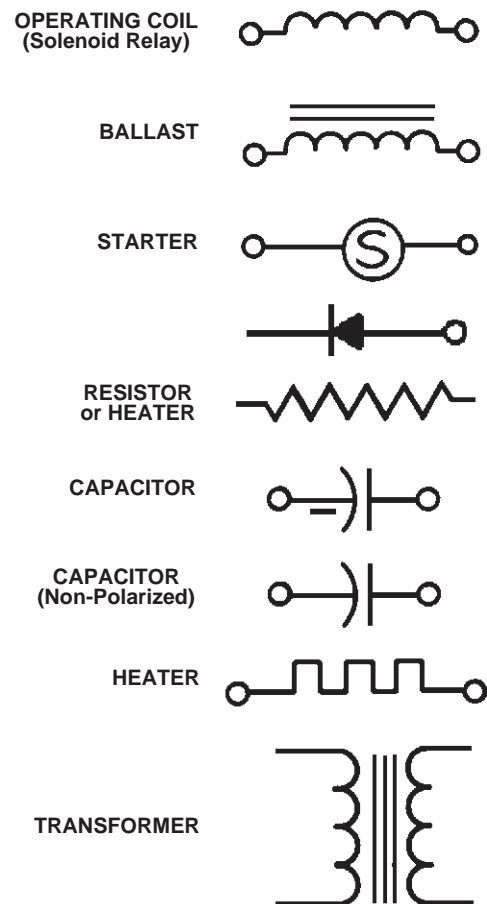 OPERATING COIL
(Solenoid Relay)
BALLAST
STARTER
S
RESISTOR
or HEATER
CAPACITOR
CAPACITOR
(Non-Polarized)
HEATER
TRANSFORMER